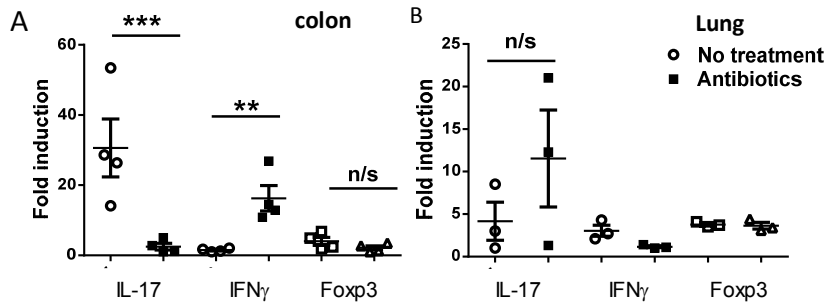 A
colon
***
**
n/s
Fold induction
60
40
20
0
IL-17
IFNγ
Foxp3
B
Lung
n/s
No treatment
Antibiotics
Fold induction
25
20
15
10
5
0
IL-17
IFNγ
Foxp3